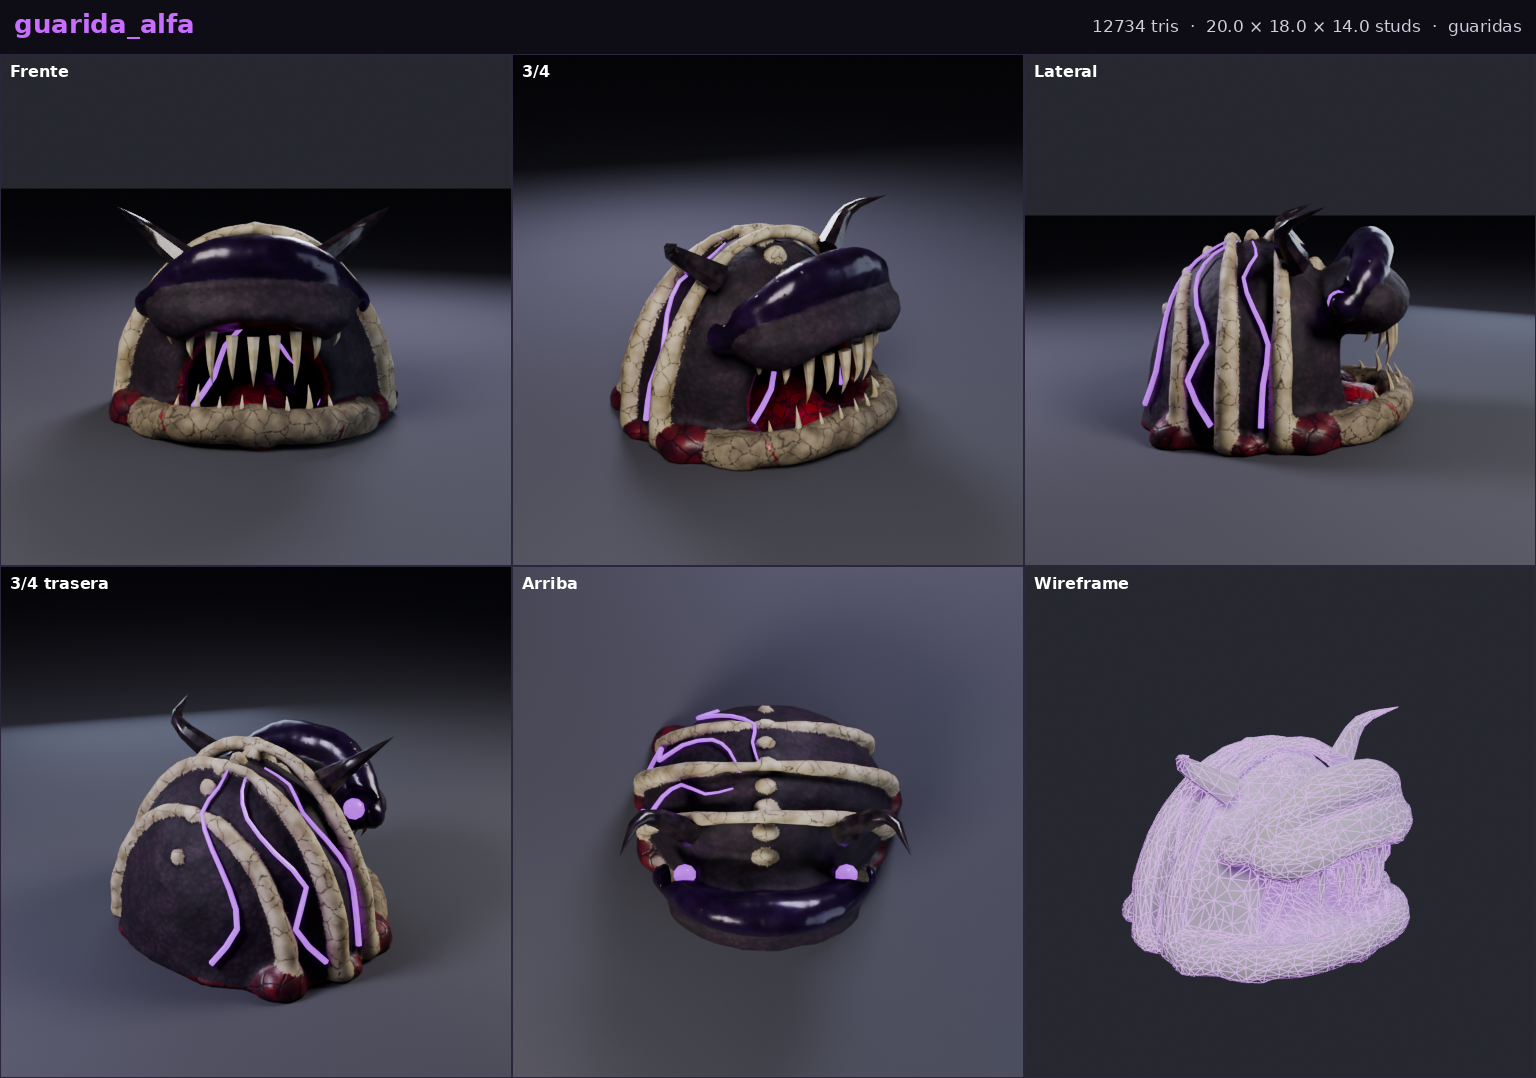 guarida_alfa
12734 tris · 20.0 × 18.0 × 14.0 studs · guaridas
Frente
3/4
Lateral
3/4 trasera
Arriba
Wireframe